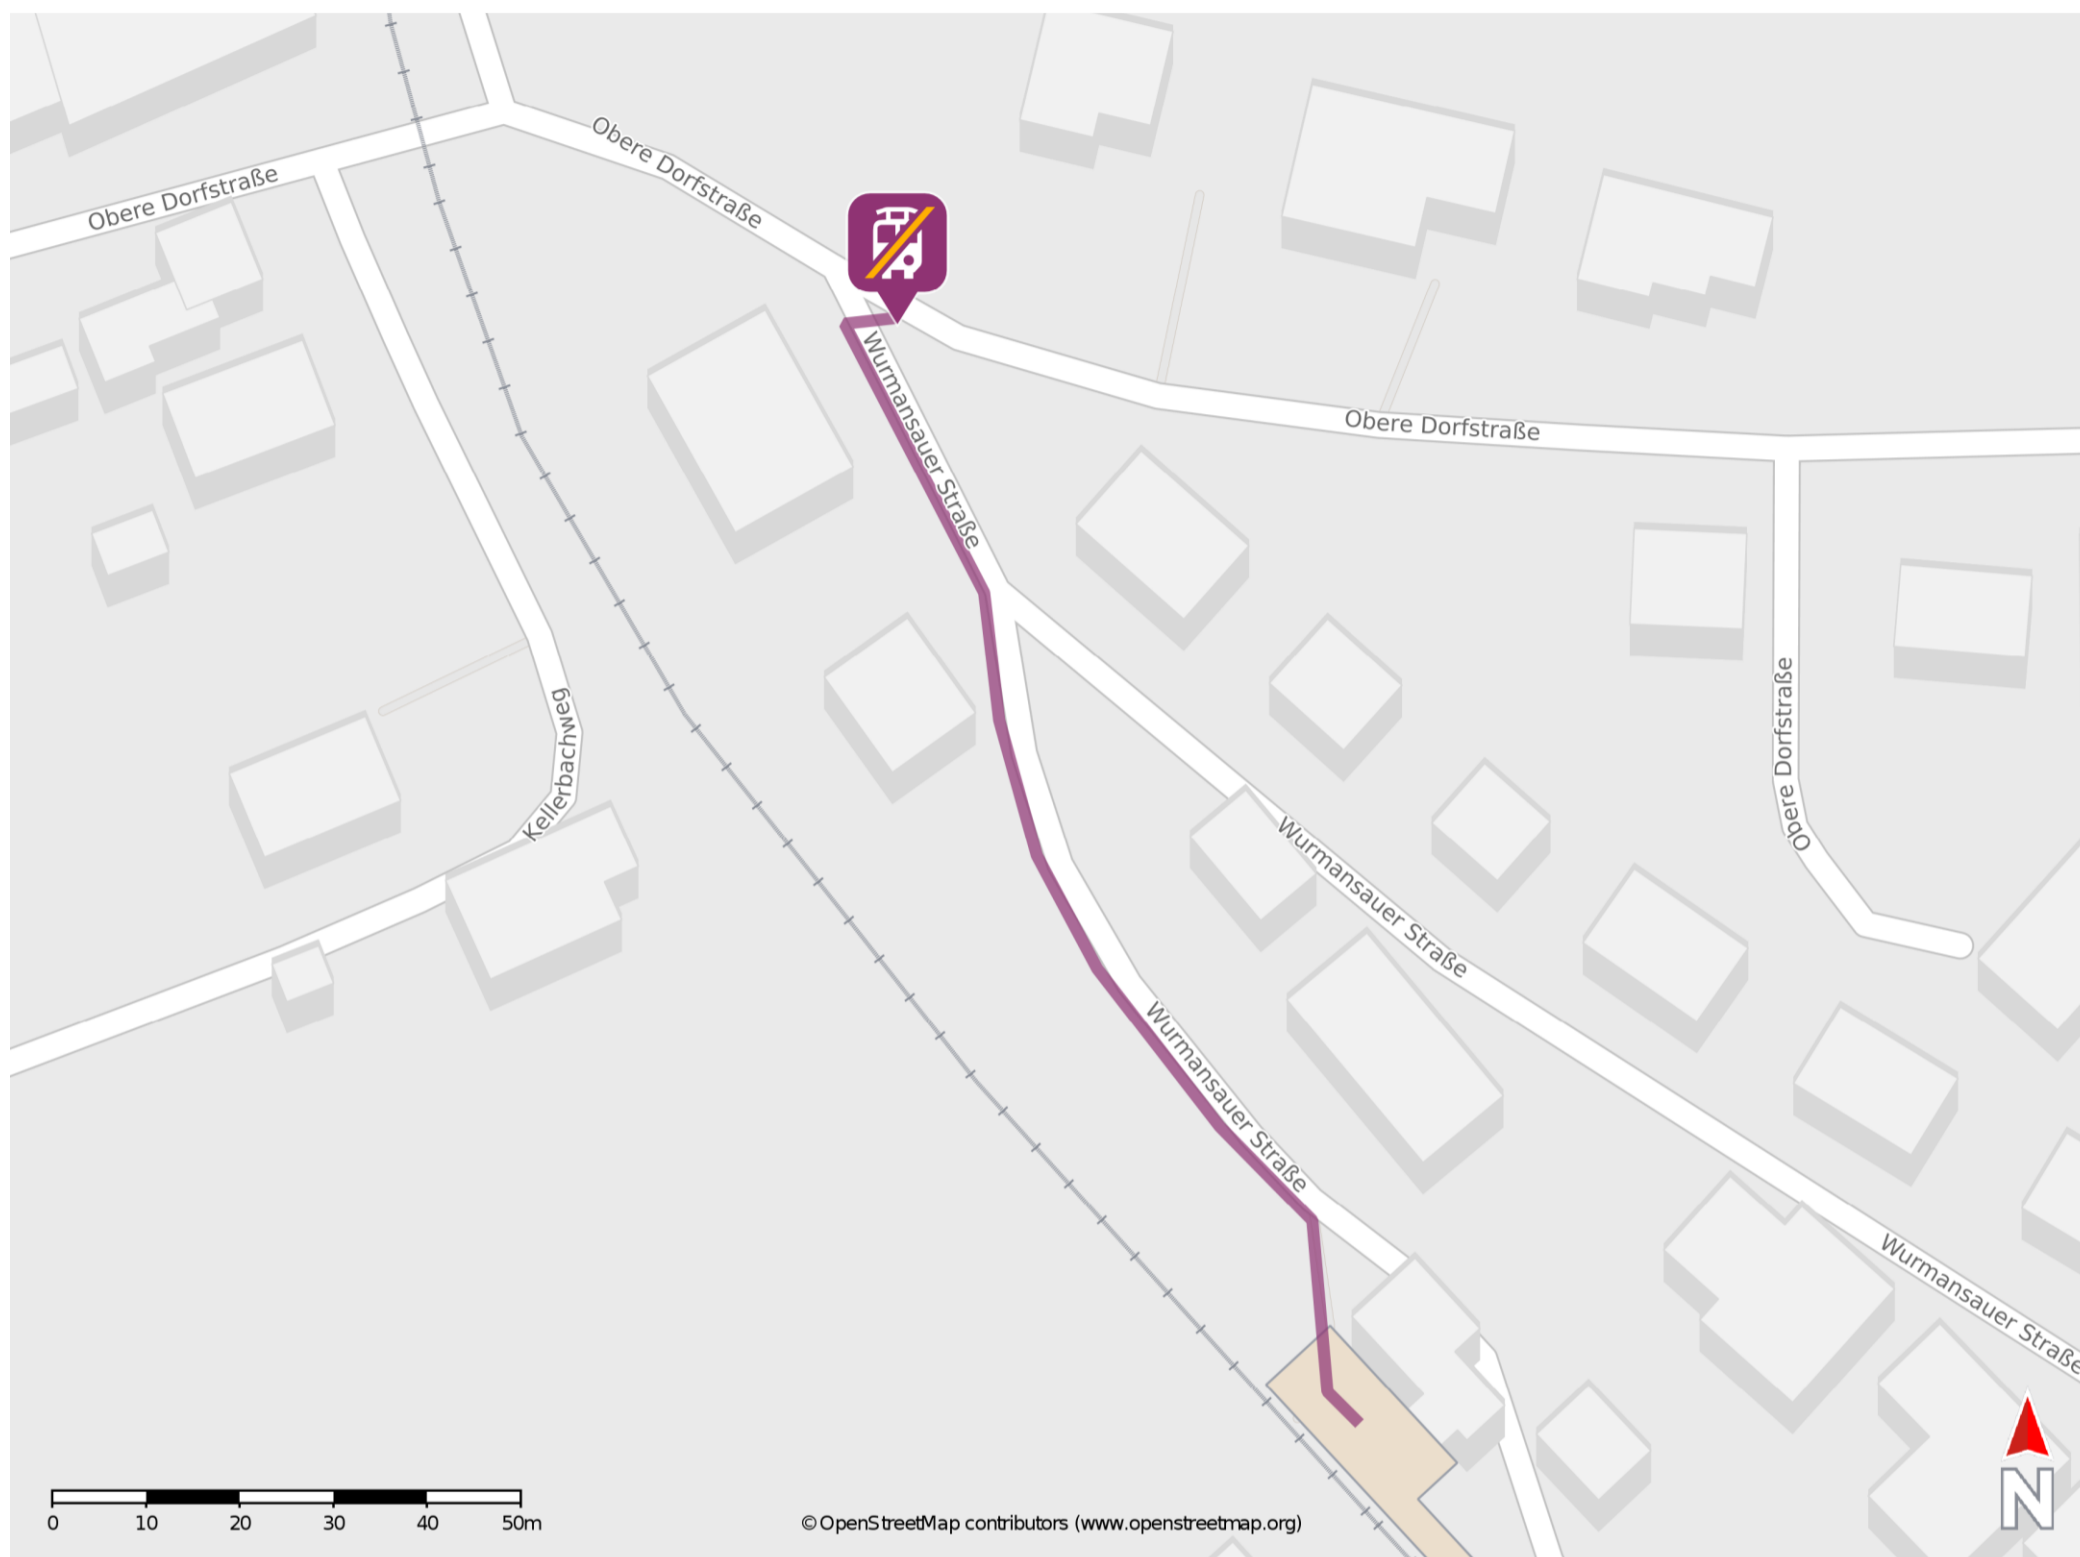 Obere Dorfstraße
Obere Dorfstraße
Wurmansauer Straße
Obere Dorfstraße
Kellerbachweg
Obere Dorfstraße
Wurmansauer Straße
Wurmansauer Straße
Wurmansauer Straße
0 10 20 30 40 50m
©OpenStreetMap contributors (www.openstreetmap.org)
N